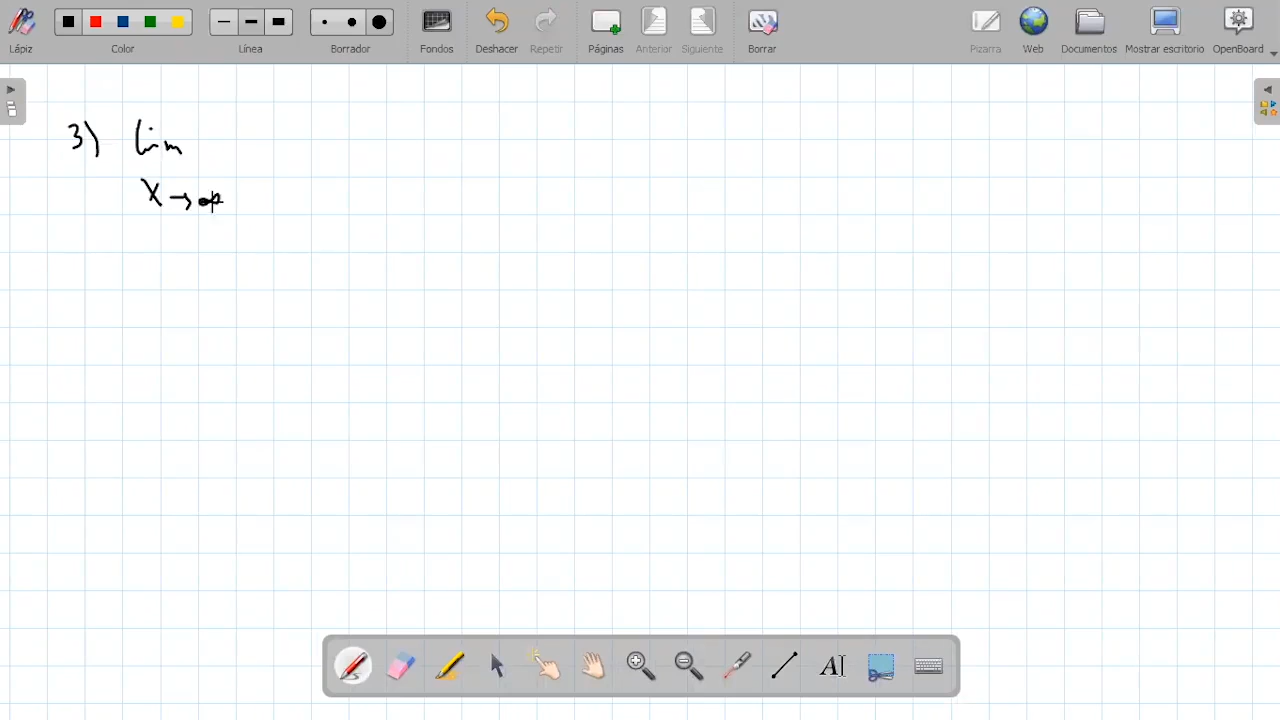 Lápiz Color Línea Borrador Fondos Deshacer Repetir Páginas Anterior Siguiente Borrar Pizarra Web Documentos Mostrar escritorio OpenBoard
3) lim
x→∞